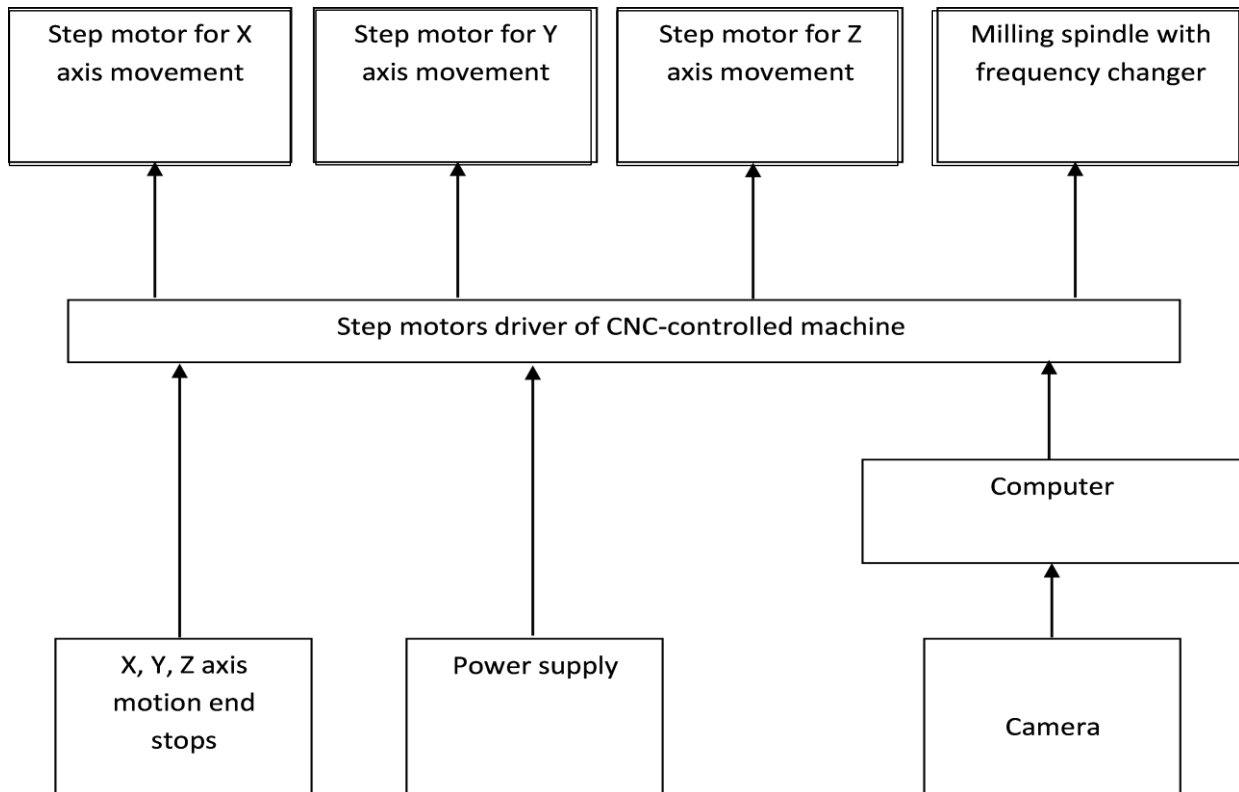 Step motor for X
axis movement
Step motor for Y
axis movement
Step motor for Z
axis movement
Milling spindle with
frequency changer
Step motors driver of CNC-controlled machine
Computer
X, Y, Z axis
motion end
stops
Power supply
Camera